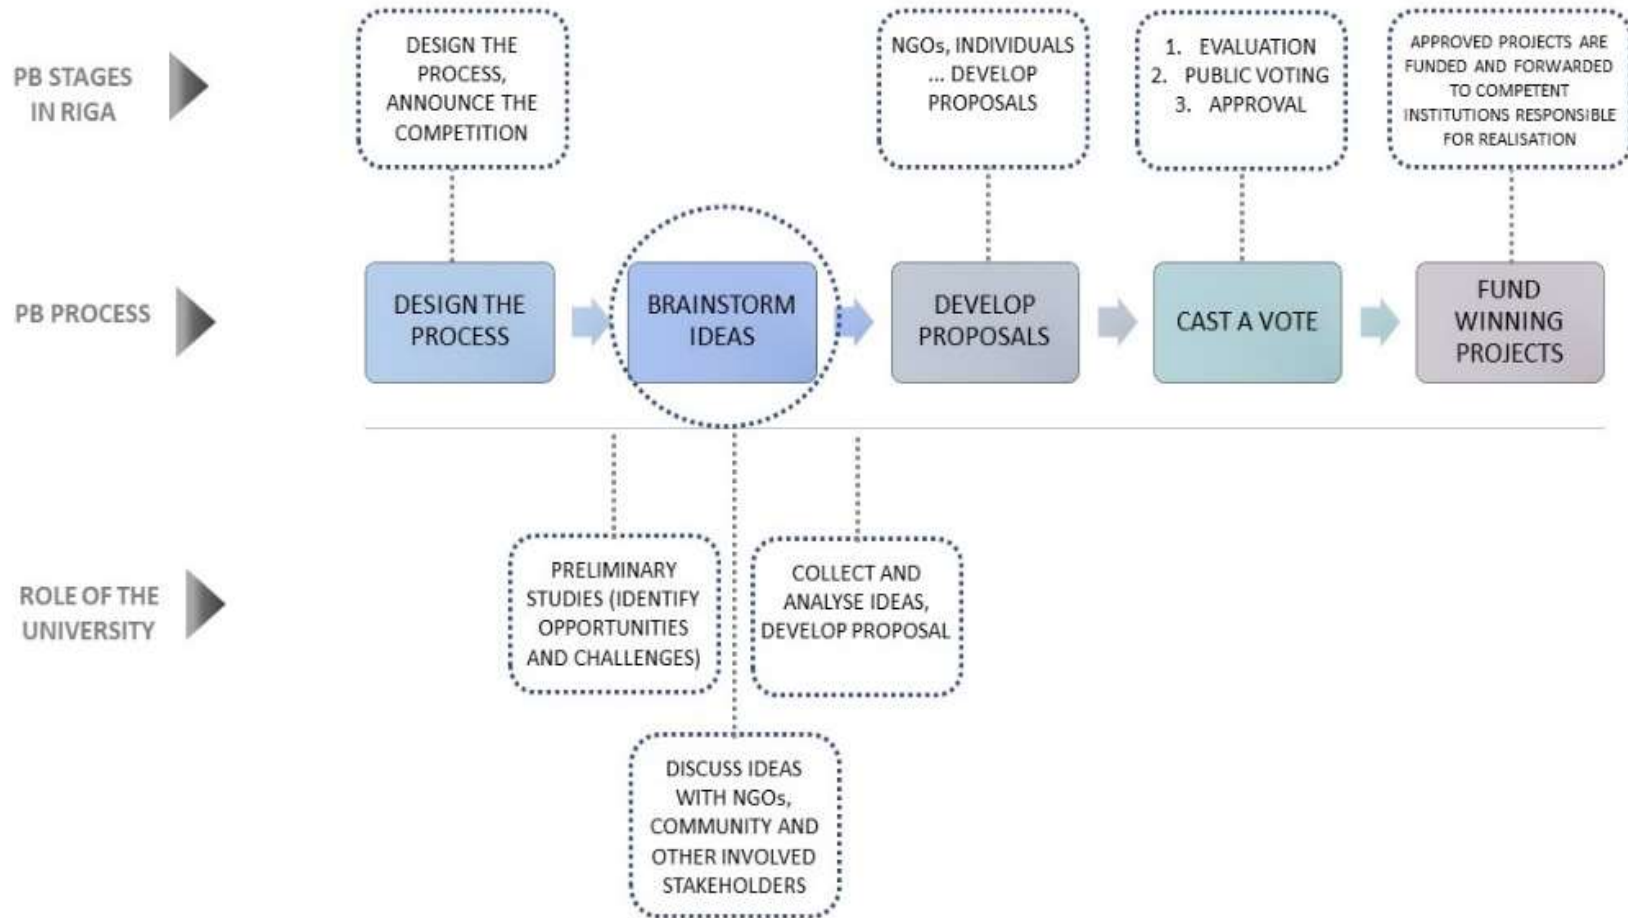 PB STAGES
IN RIGA
DESIGN THE
PROCESS,
ANNOUNCE THE
COMPETITION
NGOs, INDIVIDUALS
... DEVELOP
PROPOSALS
1. EVALUATION
2. PUBLIC VOTING
3. APPROVAL
APPROVED PROJECTS ARE
FUNDED AND FORWARDED
TO COMPETENT
INSTITUTIONS RESPONSIBLE
FOR REALISATION
PB PROCESS
DESIGN THE
PROCESS
BRAINSTORM
IDEAS
DEVELOP
PROPOSALS
CAST A VOTE
FUND
WINNING
PROJECTS
ROLE OF THE
UNIVERSITY
PRELIMINARY
STUDIES (IDENTIFY
OPPORTUNITIES
AND CHALLENGES)
COLLECT AND
ANALYSE IDEAS,
DEVELOP PROPOSAL
DISCUSS IDEAS
WITH NGOs,
COMMUNITY AND
OTHER INVOLVED
STAKEHOLDERS